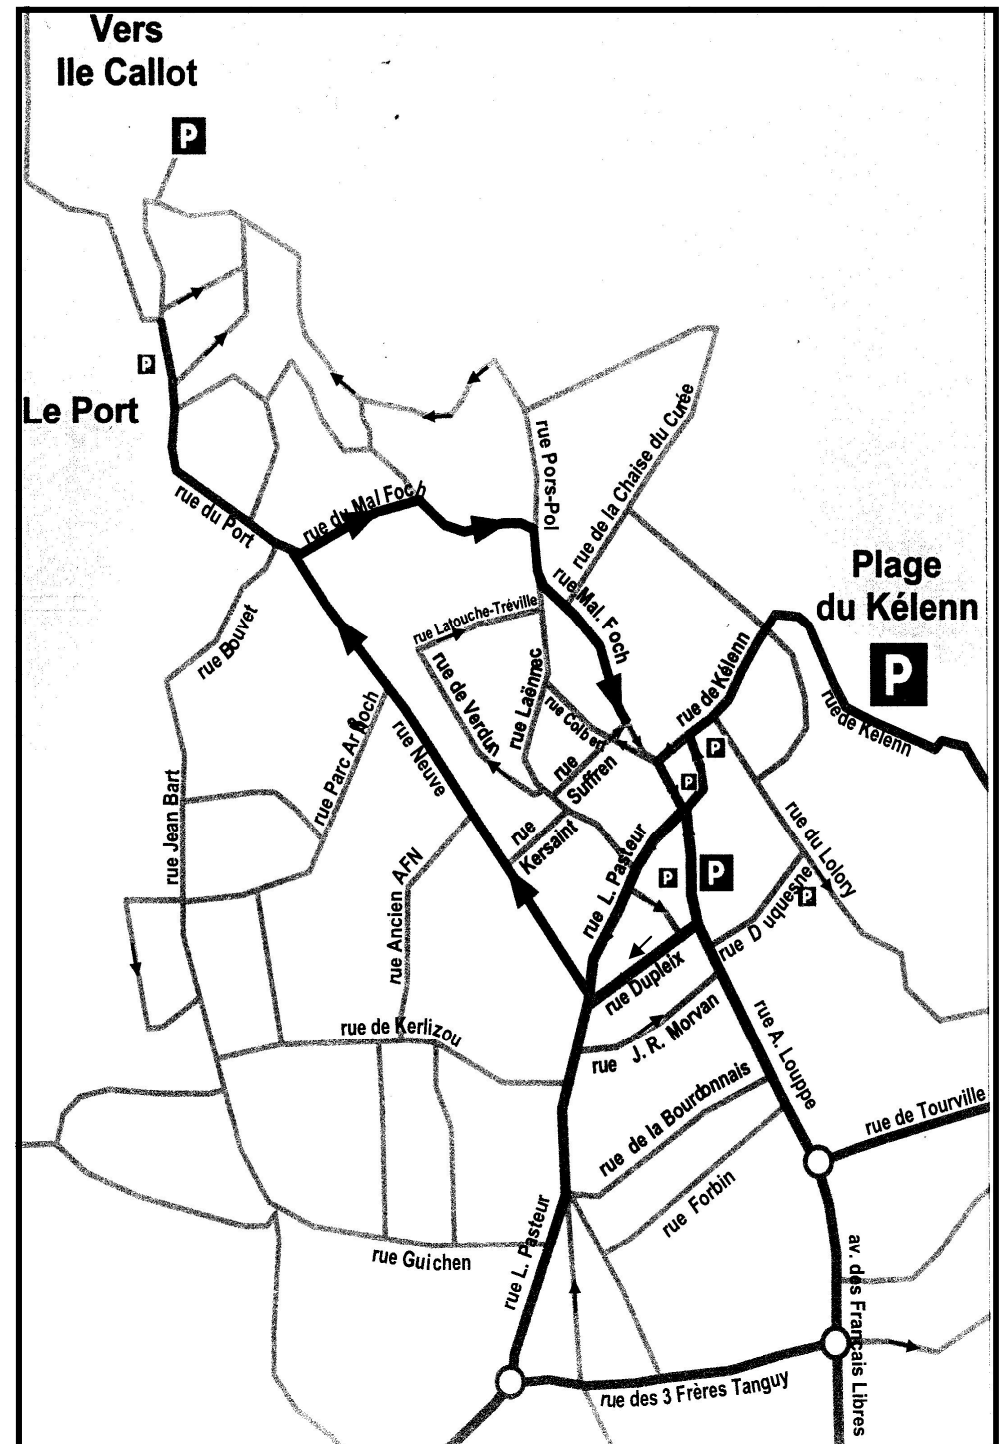 Vers
Ile Callot
P
P
Le Port
rue du Port
rue du Mal Foch
rue Pors-Pol
rue de la Chaise du Curée
Plage
du Kélenn
P
rue Mal. Foch
rue Latouche-Tréville
rue Bouvet
rue de Verdun
rue Laënnec
rue Colbert
rue de Kélenn
rue de Kélenn
rue Parc Ar Roch
rue Neuve
rue
Suffren
P
P
rue Jean Bart
rue
Kersaint
rue du Lolory
rue Ancien AFN
rue L. Pasteur
P
P
P
rue Duquesne
rue Dupleix
rue J. R. Morvan
rue A. Louppe
rue de Kerlizou
rue de la Bourdonnais
rue de Tourville
rue Forbin
rue Guichen
rue L. Pasteur
av. des Français Libres
rue des 3 Frères Tanguy